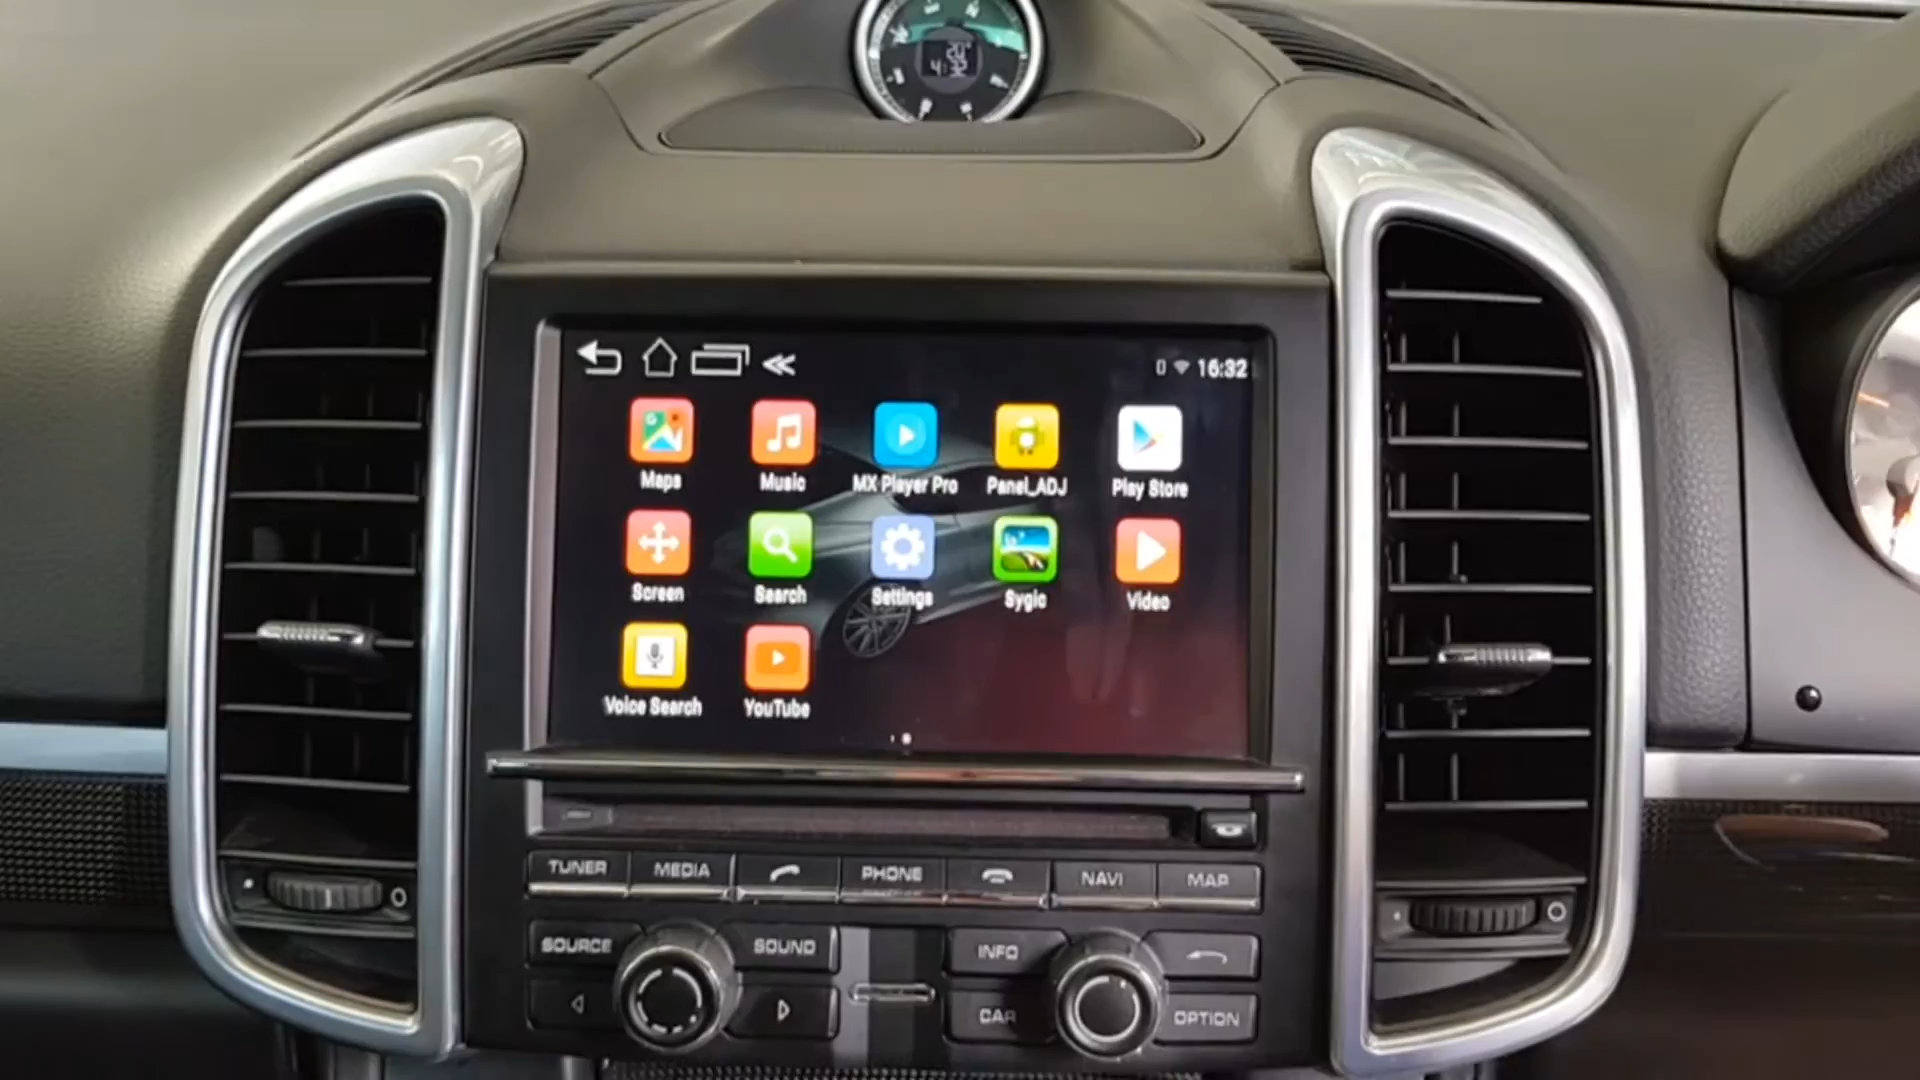 16:32
Maps Music MX Player Pro Panel_ADJ Play Store
Screen Search Settings Sygic Video
Voice Search YouTube
TUNER MEDIA PHONE NAVI MAP
SOURCE SOUND INFO
CAR OPTION